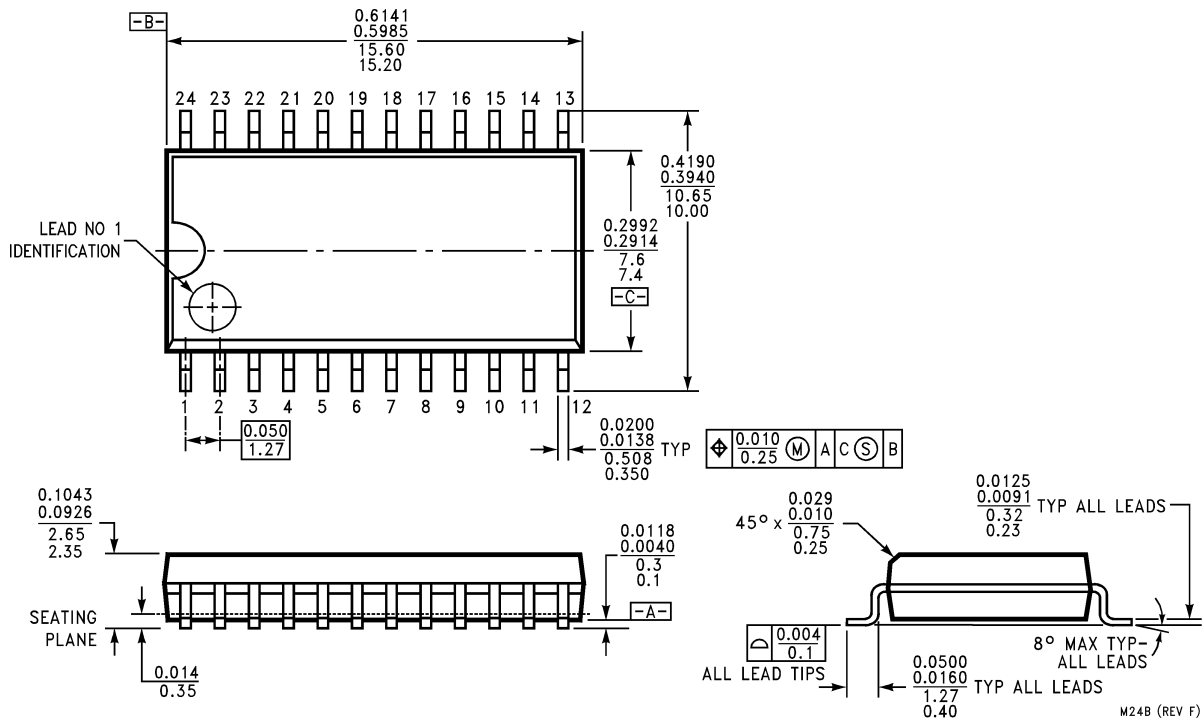 -B-
0.6141
0.5985
15.60
15.20
24 23 22 21 20 19 18 17 16 15 14 13
0.4190
0.3940
10.65
10.00
LEAD NO 1
IDENTIFICATION
0.2992
0.2914
7.6
7.4
-C-
1 2 3 4 5 6 7 8 9 10 11 12
0.050
1.27
0.0200
0.0138
0.508
0.350
TYP
⌖ 0.010
0.25
Ⓜ A C Ⓢ B
0.1043
0.0926
2.65
2.35
0.0118
0.0040
0.3
0.1
-A-
SEATING
PLANE
0.014
0.35
45° x
0.029
0.010
0.75
0.25
0.0125
0.0091
0.32
0.23
TYP ALL LEADS
0.004
0.1
ALL LEAD TIPS
0.0500
0.0160
1.27
0.40
TYP ALL LEADS
8° MAX TYP-
ALL LEADS
M24B (REV F)